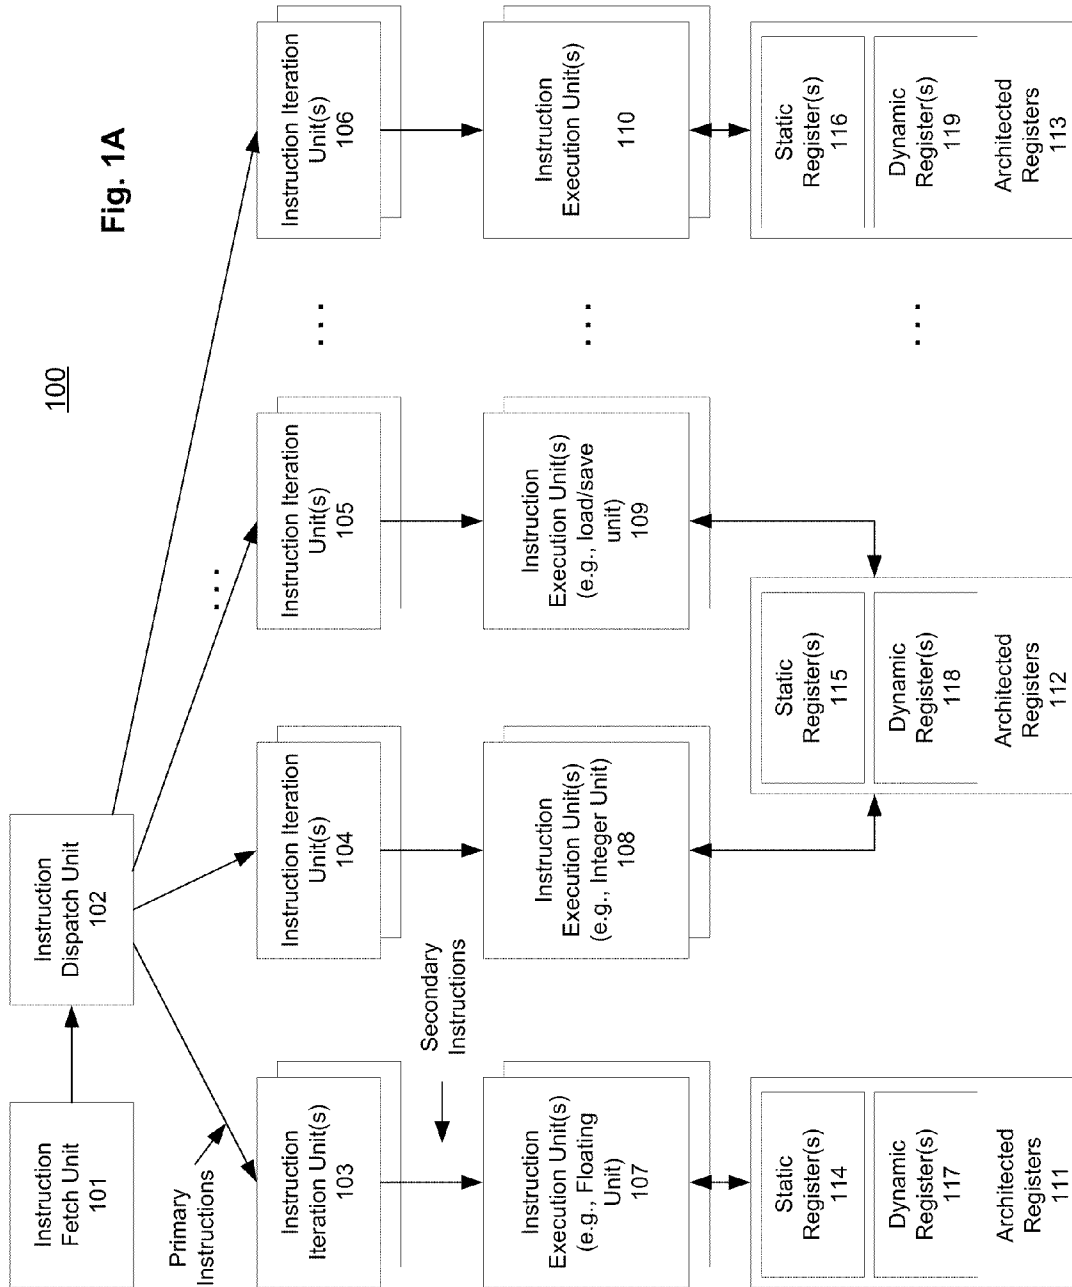 100
Fig. 1A
Instruction
Fetch Unit
101
Instruction
Dispatch Unit
102
Primary
Instructions
Instruction
Iteration Unit(s)
103
Instruction Iteration
Unit(s)
104
Instruction Iteration
Unit(s)
105
Instruction Iteration
Unit(s)
106
. . .
. . .
Secondary
Instructions
Instruction
Execution Unit(s)
(e.g., Floating
Unit)
107
Instruction
Execution Unit(s)
(e.g., Integer Unit)
108
Instruction
Execution Unit(s)
(e.g., load/save
unit)
109
Instruction
Execution Unit(s)
110
. . .
Static
Register(s)
114
Dynamic
Register(s)
117
Architected
Registers
111
Static
Register(s)
115
Dynamic
Register(s)
118
Architected
Registers
112
. . .
Static
Register(s)
116
Dynamic
Register(s)
119
Architected
Registers
113